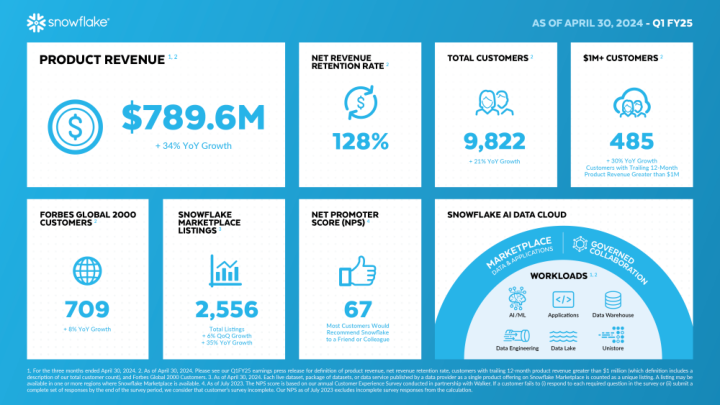 snowflake®
AS OF APRIL 30, 2024 - Q1 FY25
PRODUCT REVENUE 1, 2
$789.6M
+ 34% YoY Growth
NET REVENUE
RETENTION RATE 2
128%
TOTAL CUSTOMERS 2
9,822
+ 21% YoY Growth
$1M+ CUSTOMERS 2
485
+ 30% YoY Growth
Customers with Trailing 12-Month
Product Revenue Greater than $1M
FORBES GLOBAL 2000
CUSTOMERS 2
709
+ 8% YoY Growth
SNOWFLAKE
MARKETPLACE
LISTINGS 3
2,556
Total Listings
+ 6% QoQ Growth
+ 35% YoY Growth
NET PROMOTER
SCORE (NPS) 4
67
Most Customers Would
Recommend Snowflake
to a Friend or Colleague
SNOWFLAKE AI DATA CLOUD
MARKETPLACE
DATA & APPLICATIONS
GOVERNED
COLLABORATION
WORKLOADS 1, 2
AI /ML
Applications
Data Warehouse
Data Engineering
Data Lake
Unistore
1. For the three months ended April 30, 2024. 2. As of April 30, 2024. Please see our Q1FY25 earnings press release for definition of product revenue, net revenue retention rate, customers with trailing 12-month product revenue greater than $1 million (which definition includes a
description of our total customer count), and Forbes Global 2000 Customers. 3. As of April 30, 2024. Each live dataset, package of datasets, or data service published by a data provider as a single product offering on Snowflake Marketplace is counted as a unique listing. A listing may be
available in one or more regions where Snowflake Marketplace is available. 4. As of July 2023. The NPS score is based on our annual Customer Experience Survey conducted in partnership with Walker. If a customer fails to (i) respond to each required question in the survey or (ii) submit a
complete set of responses by the end of the survey period, we consider that customer's survey incomplete. Our NPS as of July 2023 excludes incomplete survey responses from the calculation.